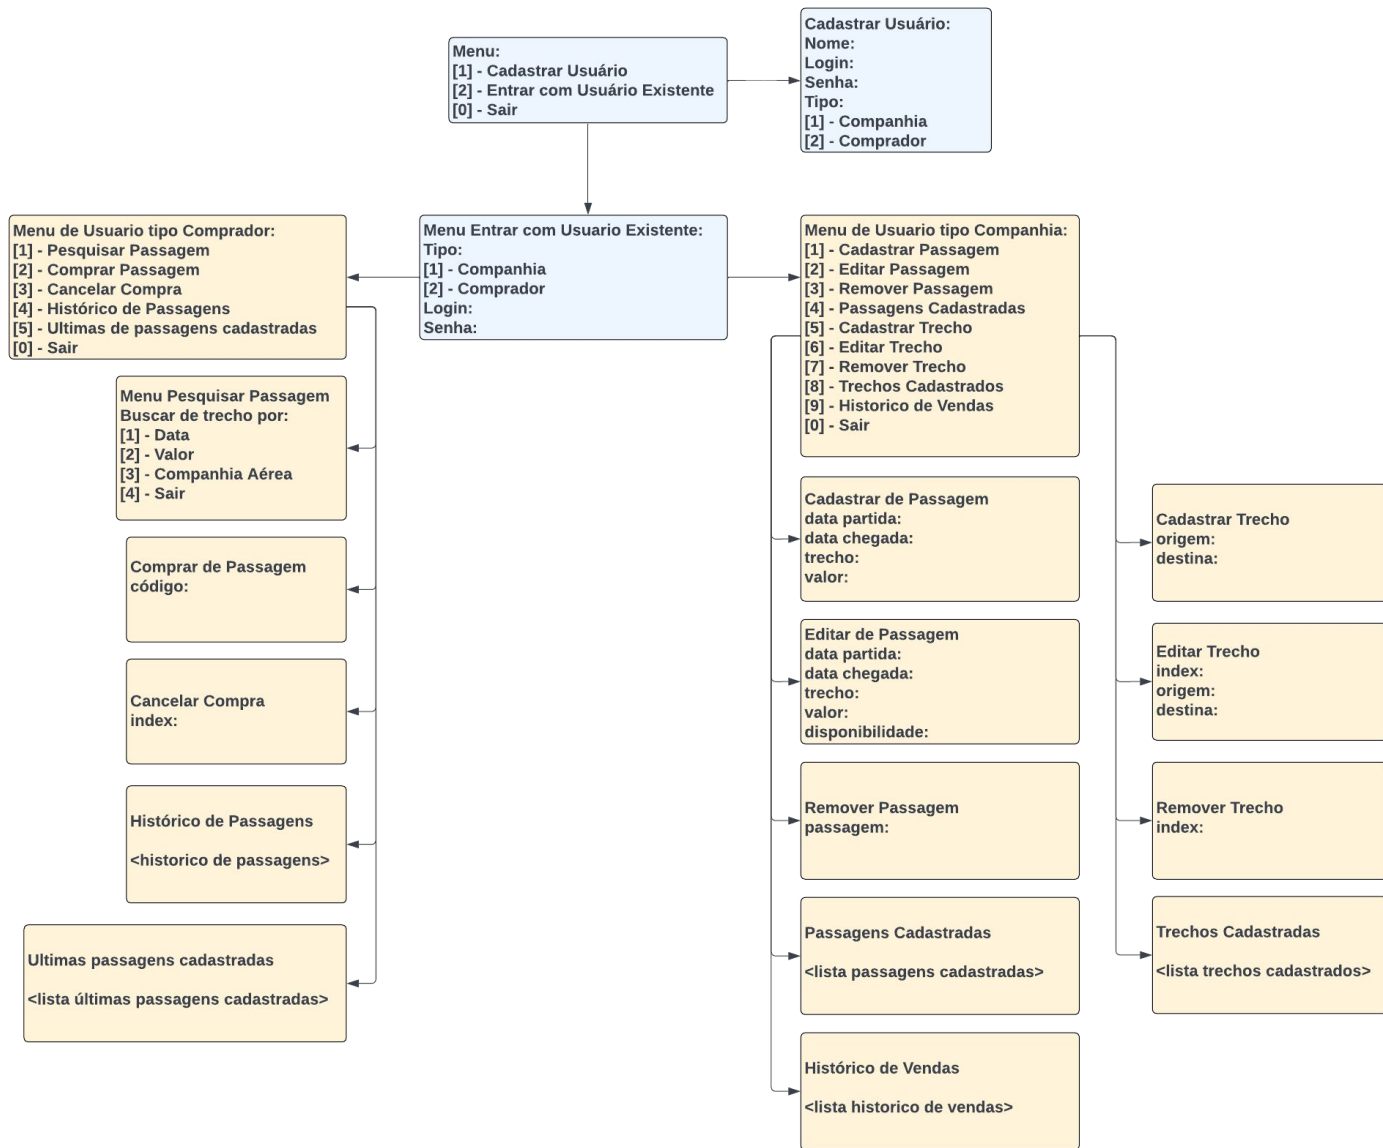 Menu:
[1] - Cadastrar Usuário
[2] - Entrar com Usuário Existente
[0] - Sair
Cadastrar Usuário:
Nome:
Login:
Senha:
Tipo:
[1] - Companhia
[2] - Comprador
Menu de Usuario tipo Comprador:
[1] - Pesquisar Passagem
[2] - Comprar Passagem
[3] - Cancelar Compra
[4] - Histórico de Passagens
[5] - Ultimas de passagens cadastradas
[0] - Sair
Menu Entrar com Usuario Existente:
Tipo:
[1] - Companhia
[2] - Comprador
Login:
Senha:
Menu de Usuario tipo Companhia:
[1] - Cadastrar Passagem
[2] - Editar Passagem
[3] - Remover Passagem
[4] - Passagens Cadastradas
[5] - Cadastrar Trecho
[6] - Editar Trecho
[7] - Remover Trecho
[8] - Trechos Cadastrados
[9] - Historico de Vendas
[0] - Sair
Menu Pesquisar Passagem
Buscar de trecho por:
[1] - Data
[2] - Valor
[3] - Companhia Aérea
[4] - Sair
Comprar de Passagem
código:
Cancelar Compra
index:
Histórico de Passagens
<historico de passagens>
Ultimas passagens cadastradas
<lista últimas passagens cadastradas>
Cadastrar de Passagem
data partida:
data chegada:
trecho:
valor:
Editar de Passagem
data partida:
data chegada:
trecho:
valor:
disponibilidade:
Remover Passagem
passagem:
Passagens Cadastradas
<lista passagens cadastradas>
Histórico de Vendas
<lista historico de vendas>
Cadastrar Trecho
origem:
destina:
Editar Trecho
index:
origem:
destina:
Remover Trecho
index:
Trechos Cadastradas
<lista trechos cadastrados>